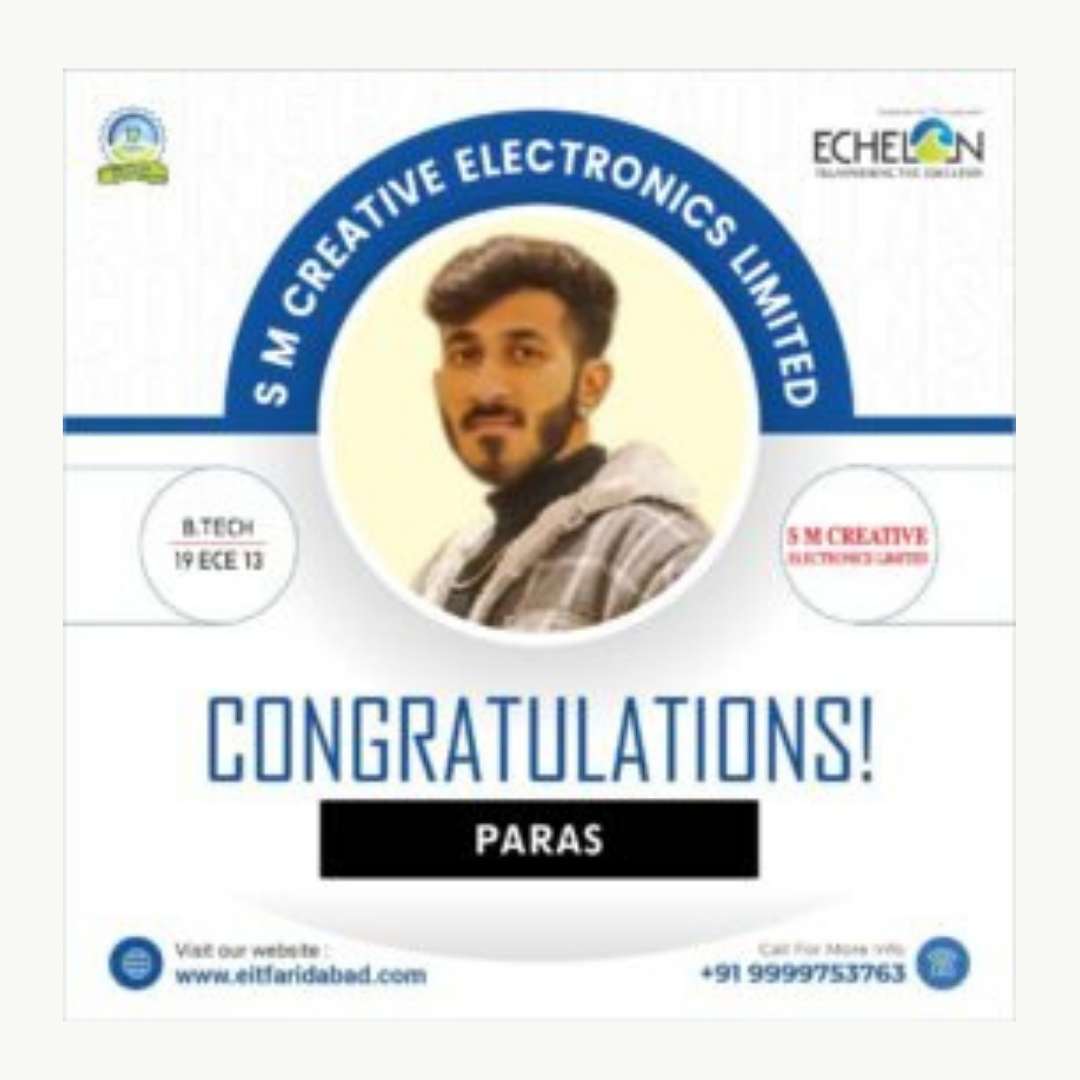 12
ECHELON
S M CREATIVE ELECTRONICS LIMITED
B.TECH
19 ECE 13
S M CREATIVE
ELECTRONICS LIMITED
CONGRATULATIONS!
PARAS
Visit our website :
www.eitfaridabad.com
Call For More Info
+91 9999753763